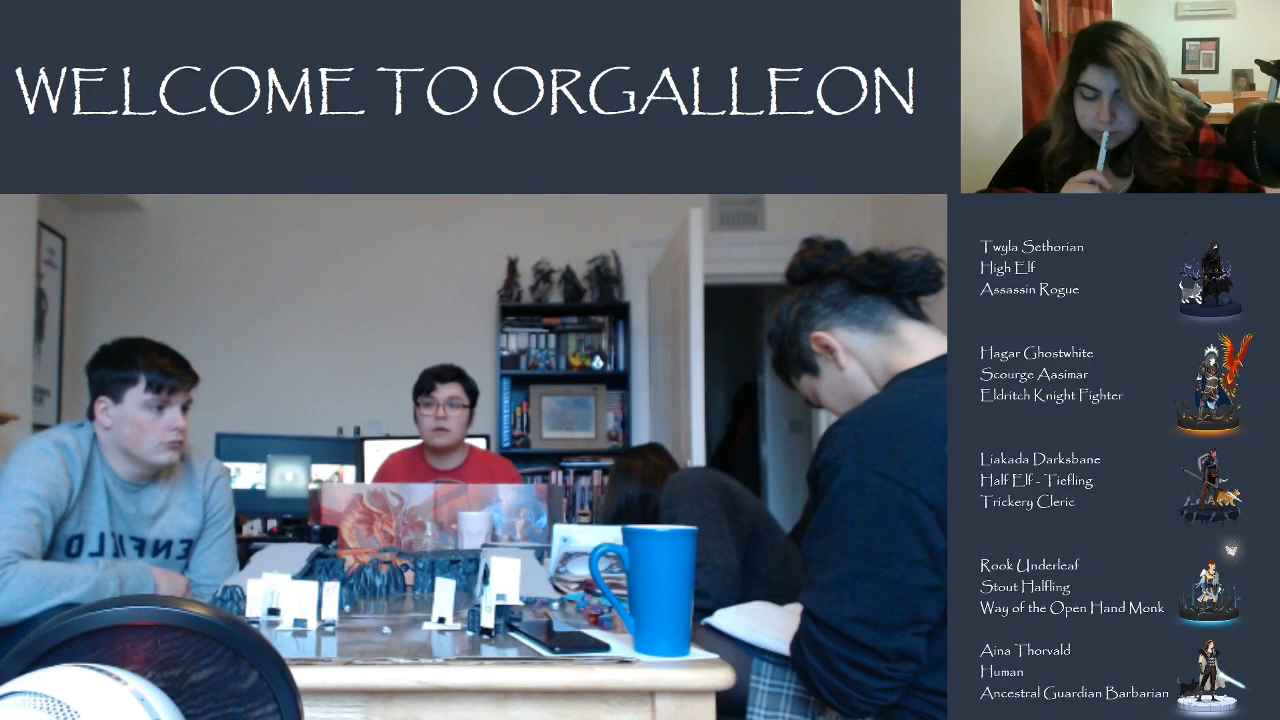 WELCOME TO ORGALLEON
Twyla Sethorian
High Elf
Assassin Rogue
Hagar Ghostwhite
Scourge Aasimar
Eldritch Knight Fighter
Liakada Darksbane
Half Elf - Tiefling
Trickery Cleric
Rook Underleaf
Stout Halfling
Way of the Open Hand Monk
Aina Thorvald
Human
Ancestral Guardian Barbarian
ENFIELD